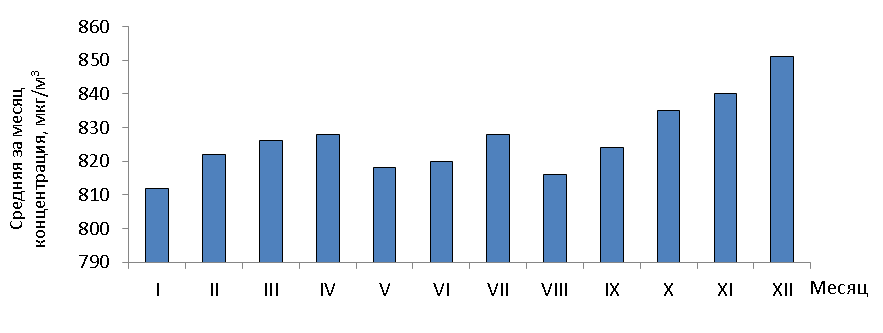 Средняя за месяц
концентрация, мкг/м³
860
850
840
830
820
810
800
790
I II III IV V VI VII VIII IX X XI XII Месяц